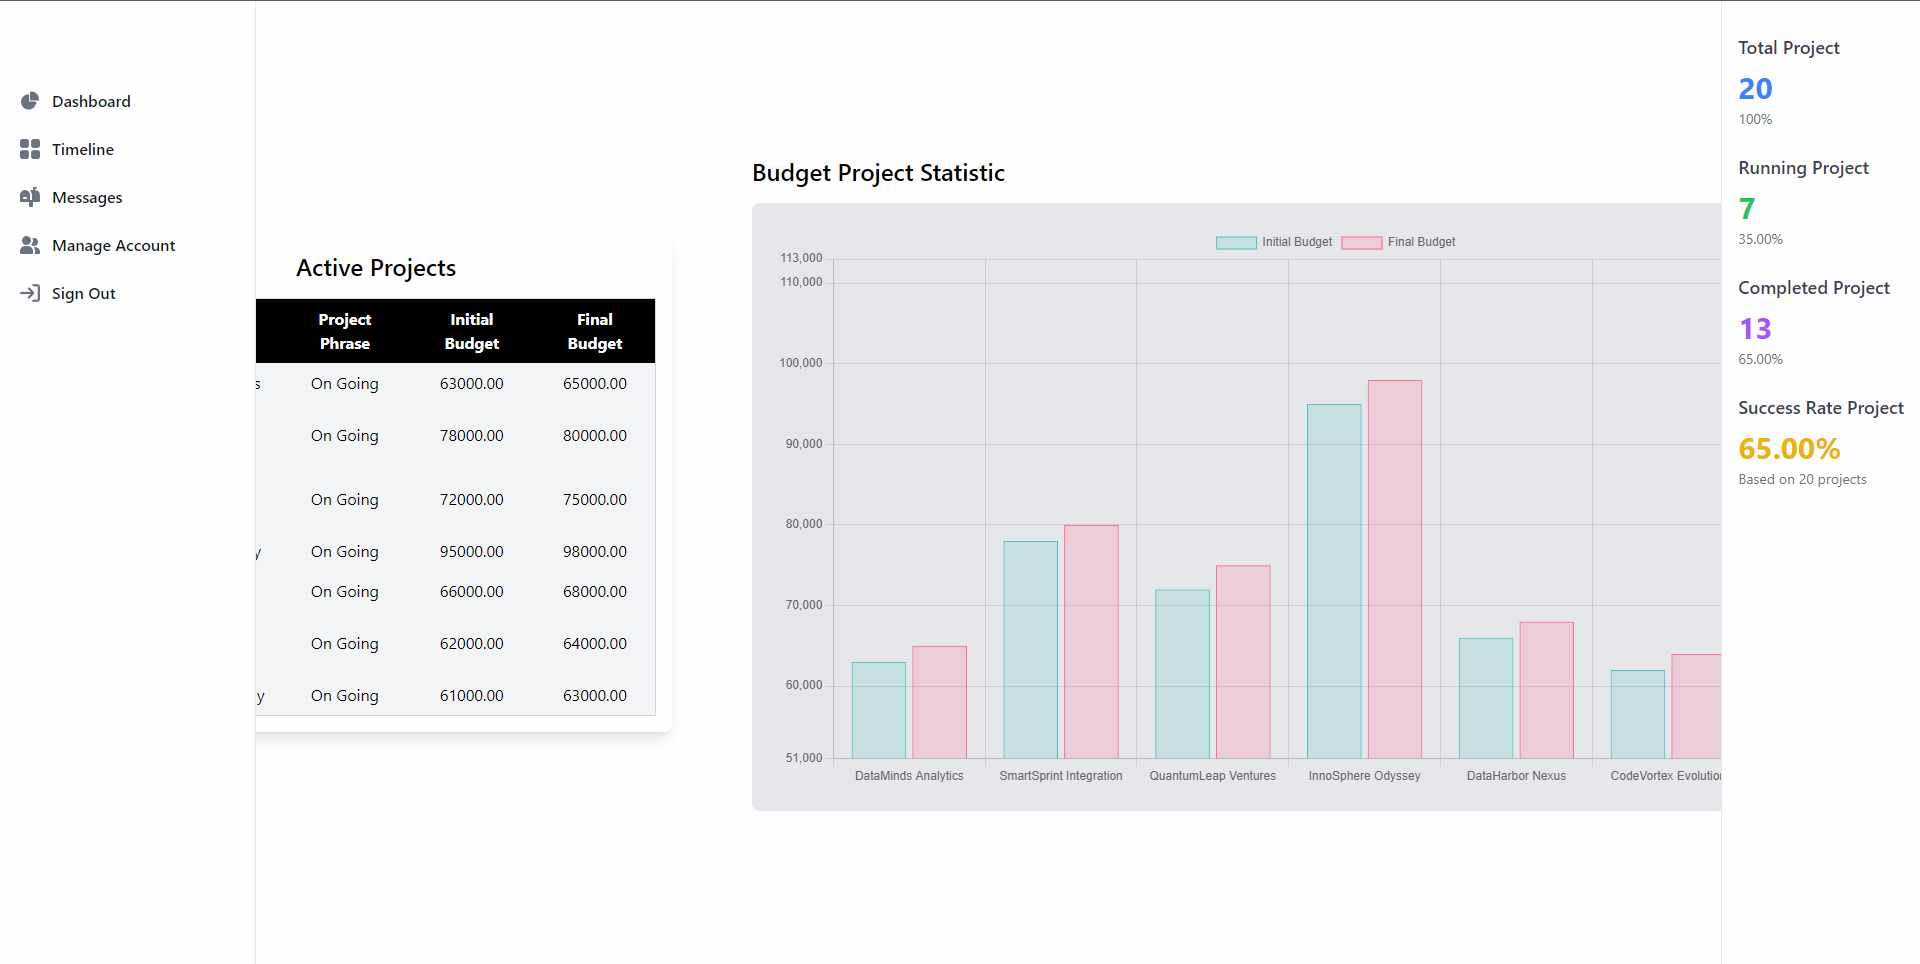 Dashboard
Timeline
Messages
Manage Account
Sign Out
Active Projects
Project Phrase Initial Budget Final Budget
s On Going 63000.00 65000.00
On Going 78000.00 80000.00
On Going 72000.00 75000.00
y On Going 95000.00 98000.00
On Going 66000.00 68000.00
On Going 62000.00 64000.00
y On Going 61000.00 63000.00
Budget Project Statistic
Initial Budget Final Budget
113,000
110,000
100,000
90,000
80,000
70,000
60,000
51,000
DataMinds Analytics SmartSprint Integration QuantumLeap Ventures InnoSphere Odyssey DataHarbor Nexus CodeVortex Evolution
Total Project
20
100%
Running Project
7
35.00%
Completed Project
13
65.00%
Success Rate Project
65.00%
Based on 20 projects